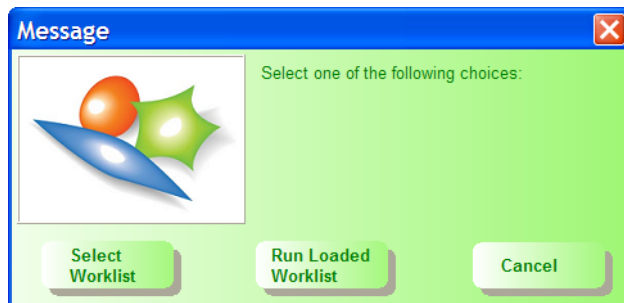 Message
Select one of the following choices:
Select
Worklist
Run Loaded
Worklist
Cancel